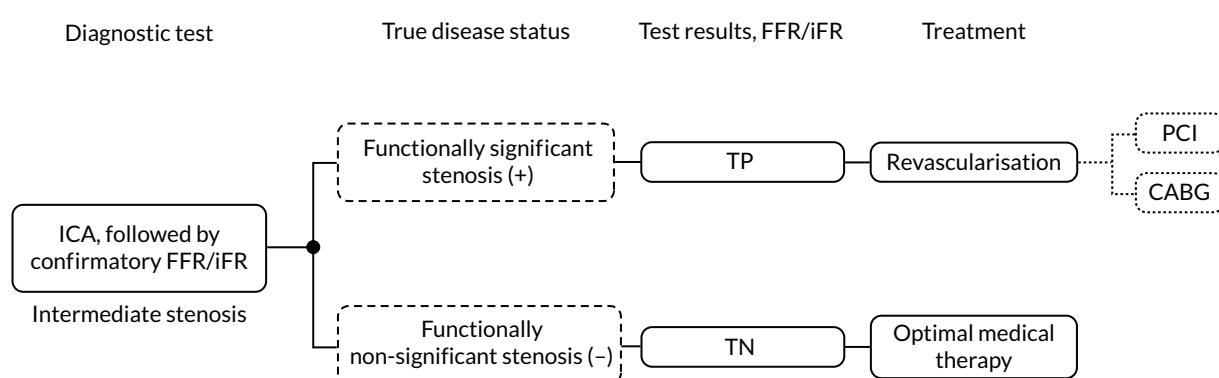 Diagnostic test
True disease status
Test results, FFR/iFR
Treatment
Functionally significant
stenosis (+)
TP
Revascularisation
PCI
CABG
ICA, followed by
confirmatory FFR/iFR
Intermediate stenosis
Functionally
non-significant stenosis (–)
TN
Optimal medical
therapy